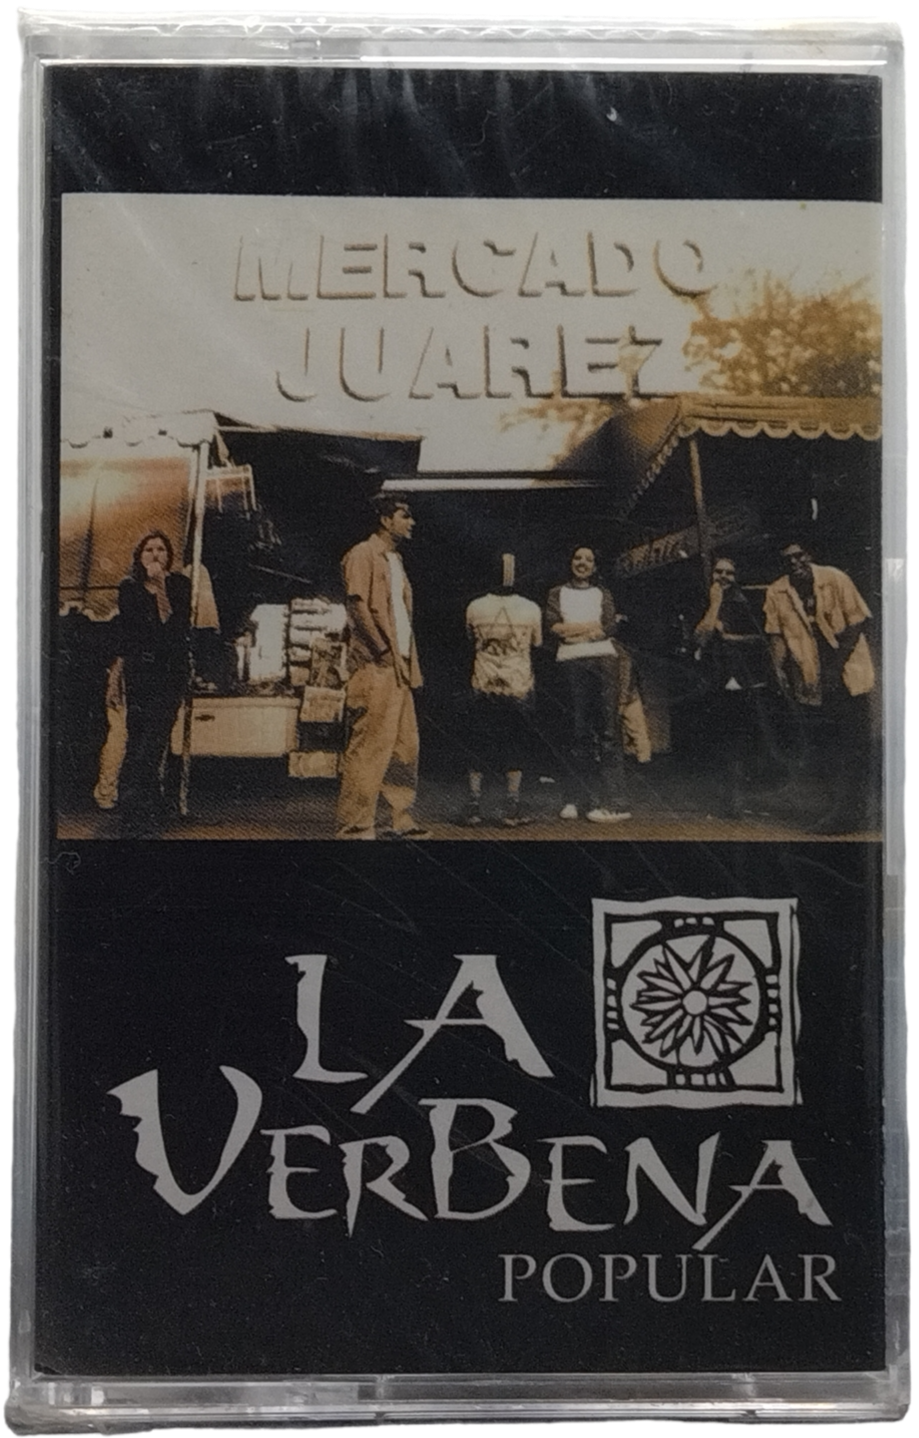 MERCADO
JUAREZ
LA
VERBENA
POPULAR